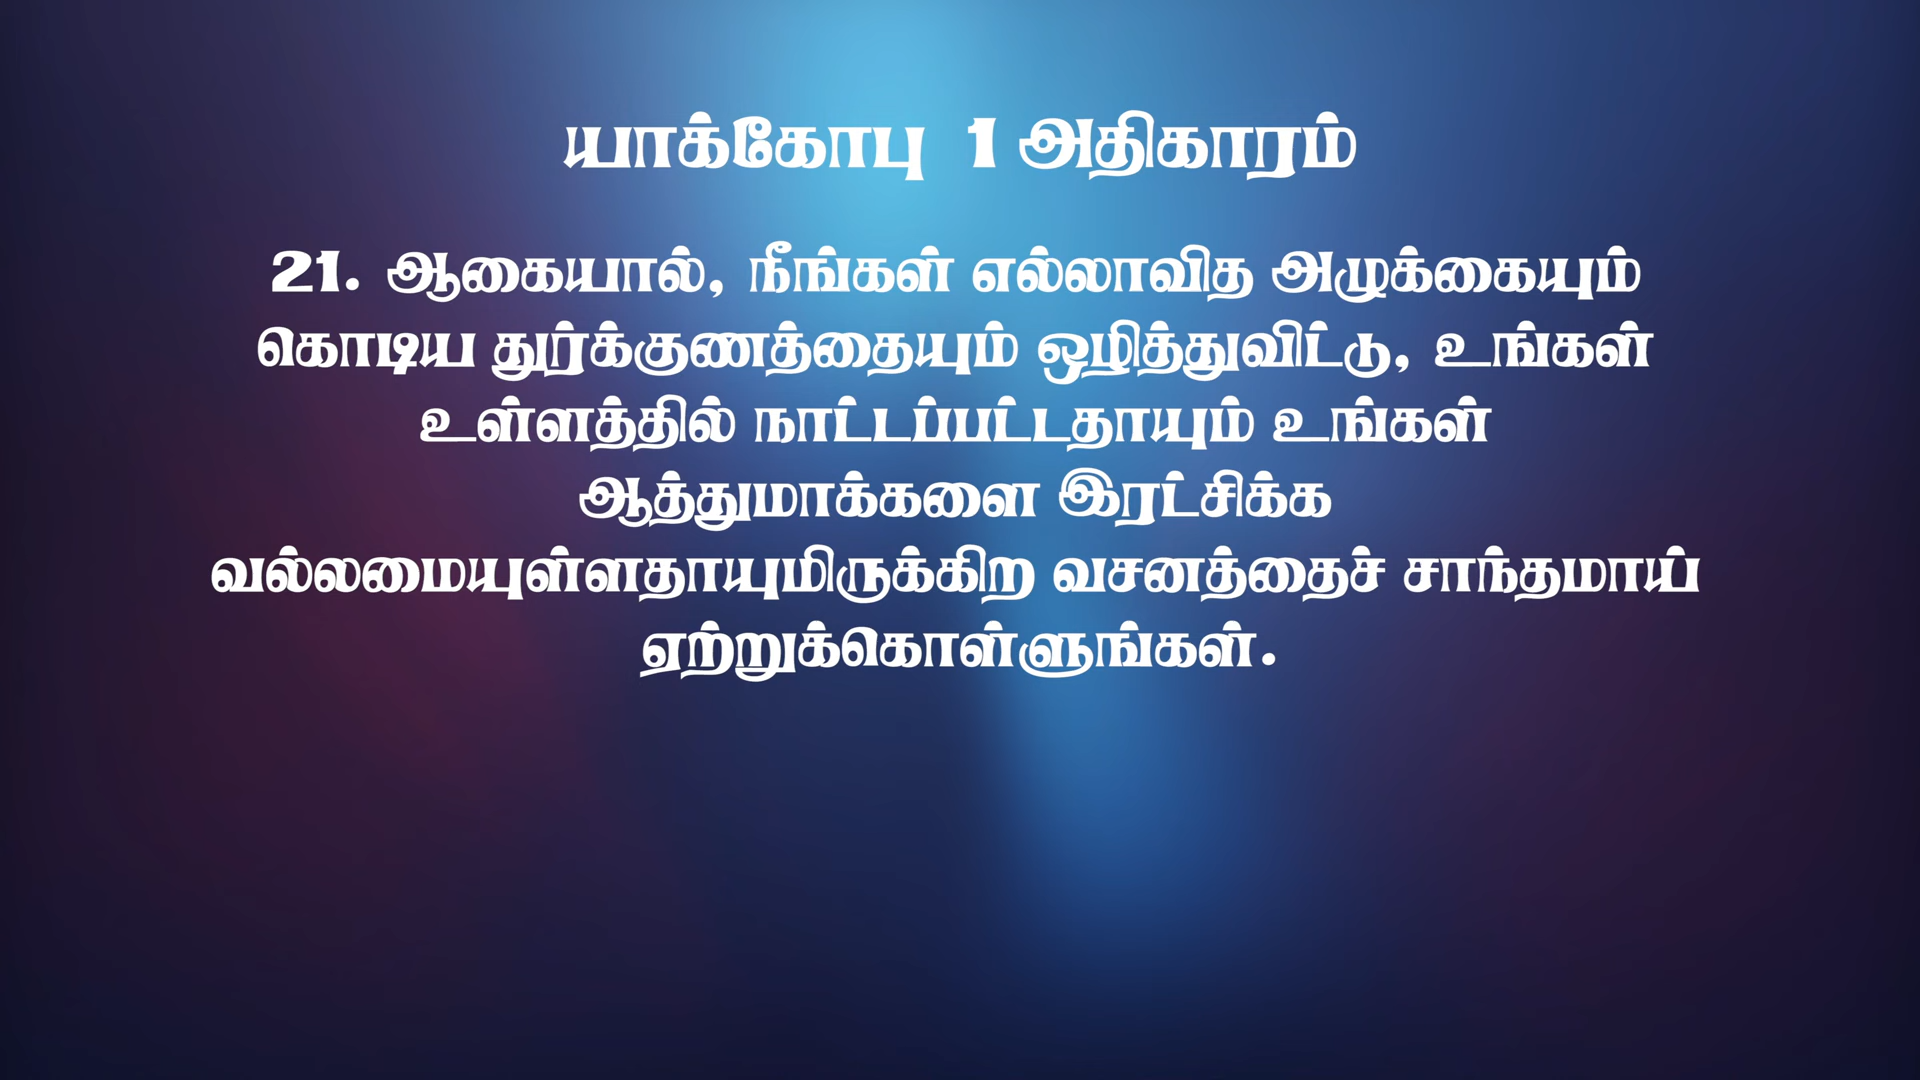 யாக்கோபு 1 அதிகாரம்
21. ஆகையால், நீங்கள் எல்லாவித அழுக்கையும்
கொடிய துர்க்குணத்தையும் ஒழித்துவிட்டு, உங்கள்
உள்ளத்தில் நாட்டப்பட்டதாயும் உங்கள்
ஆத்துமாக்களை இரட்சிக்க
வல்லமையுள்ளதாயுமிருக்கிற வசனத்தைச் சாந்தமாய்
ஏற்றுக்கொள்ளுங்கள்.